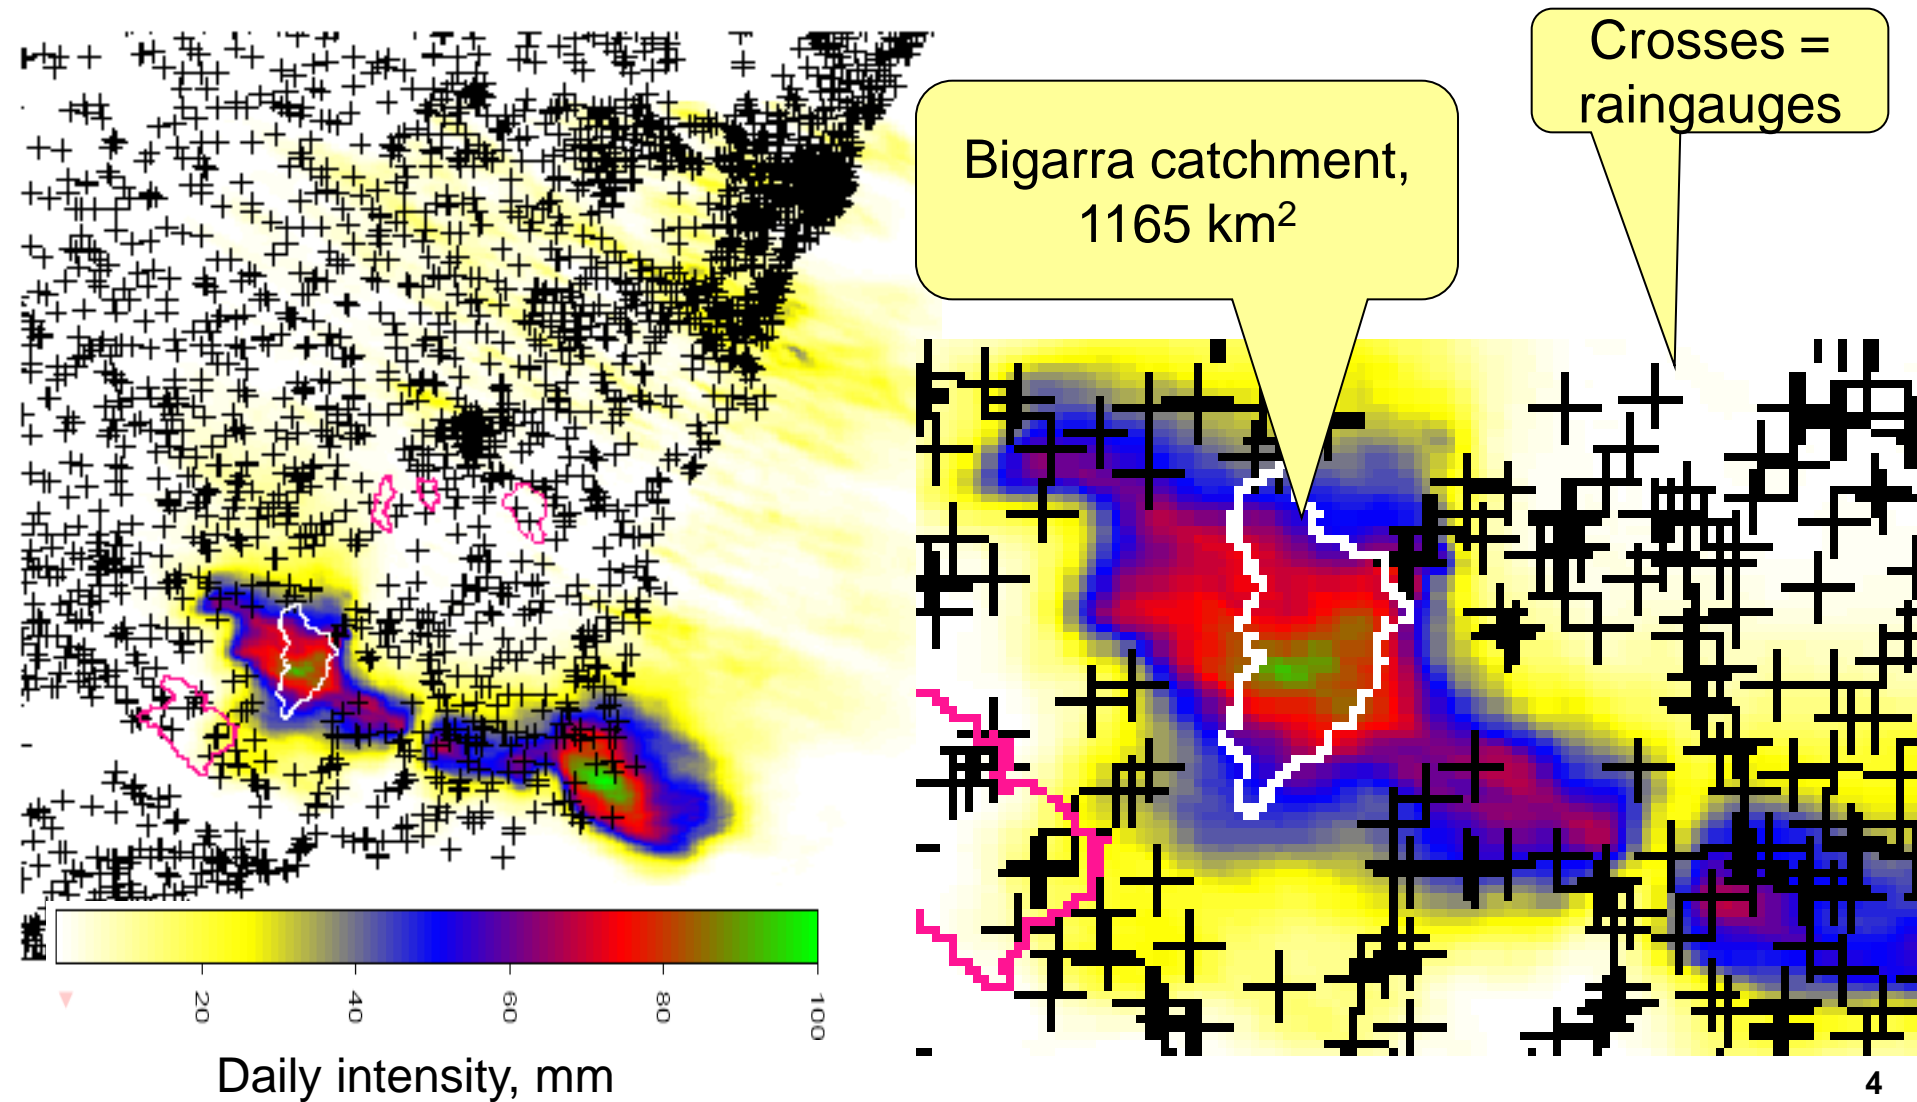 Crosses =
raingauges
Bigarra catchment,
1165 km²
20
40
60
80
100
Daily intensity, mm
4